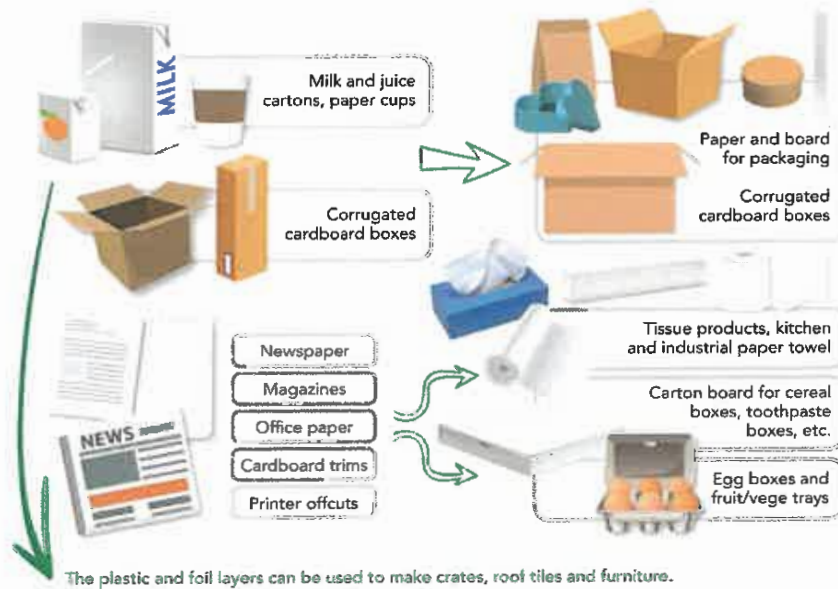 MILK
Milk and juice
cartons, paper cups
Corrugated
cardboard boxes
Paper and board
for packaging
Corrugated
cardboard boxes
Newspaper
Magazines
Office paper
Cardboard trims
Printer offcuts
NEWS
Tissue products, kitchen
and industrial paper towel
Carton board for cereal
boxes, toothpaste
boxes, etc.
Egg boxes and
fruit/vege trays
The plastic and foil layers can be used to make crates, roof tiles and furniture.